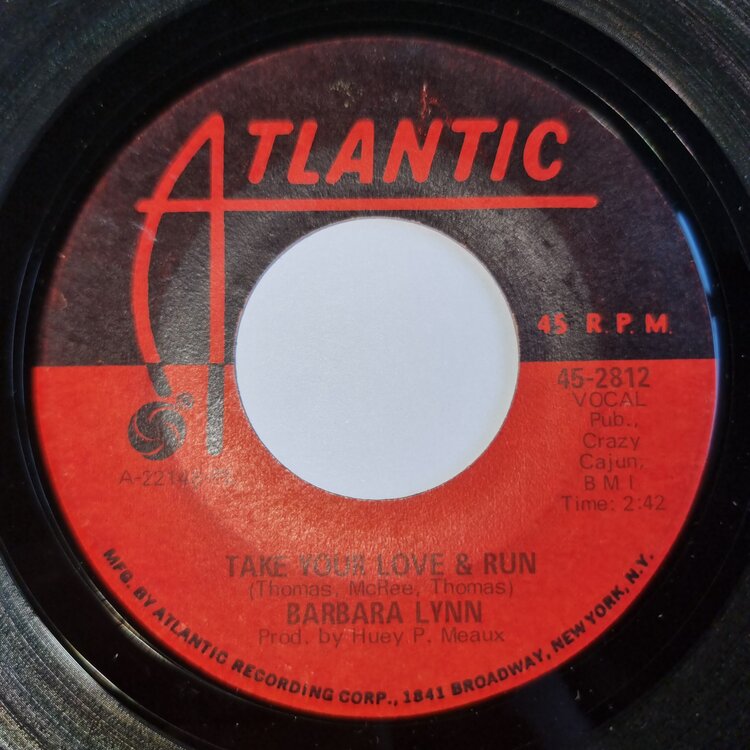 ATLANTIC
45 R.P.M.
45-2812
VOCAL
Pub.,
Crazy
Cajun,
BMI
Time: 2:42
TAKE YOUR LOVE & RUN
(Thomas, McRee, Thomas)
BARBARA LYNN
Prod. by Huey P. Meaux
MFG. BY ATLANTIC RECORDING CORP., 1841 BROADWAY, NEW YORK, N.Y.